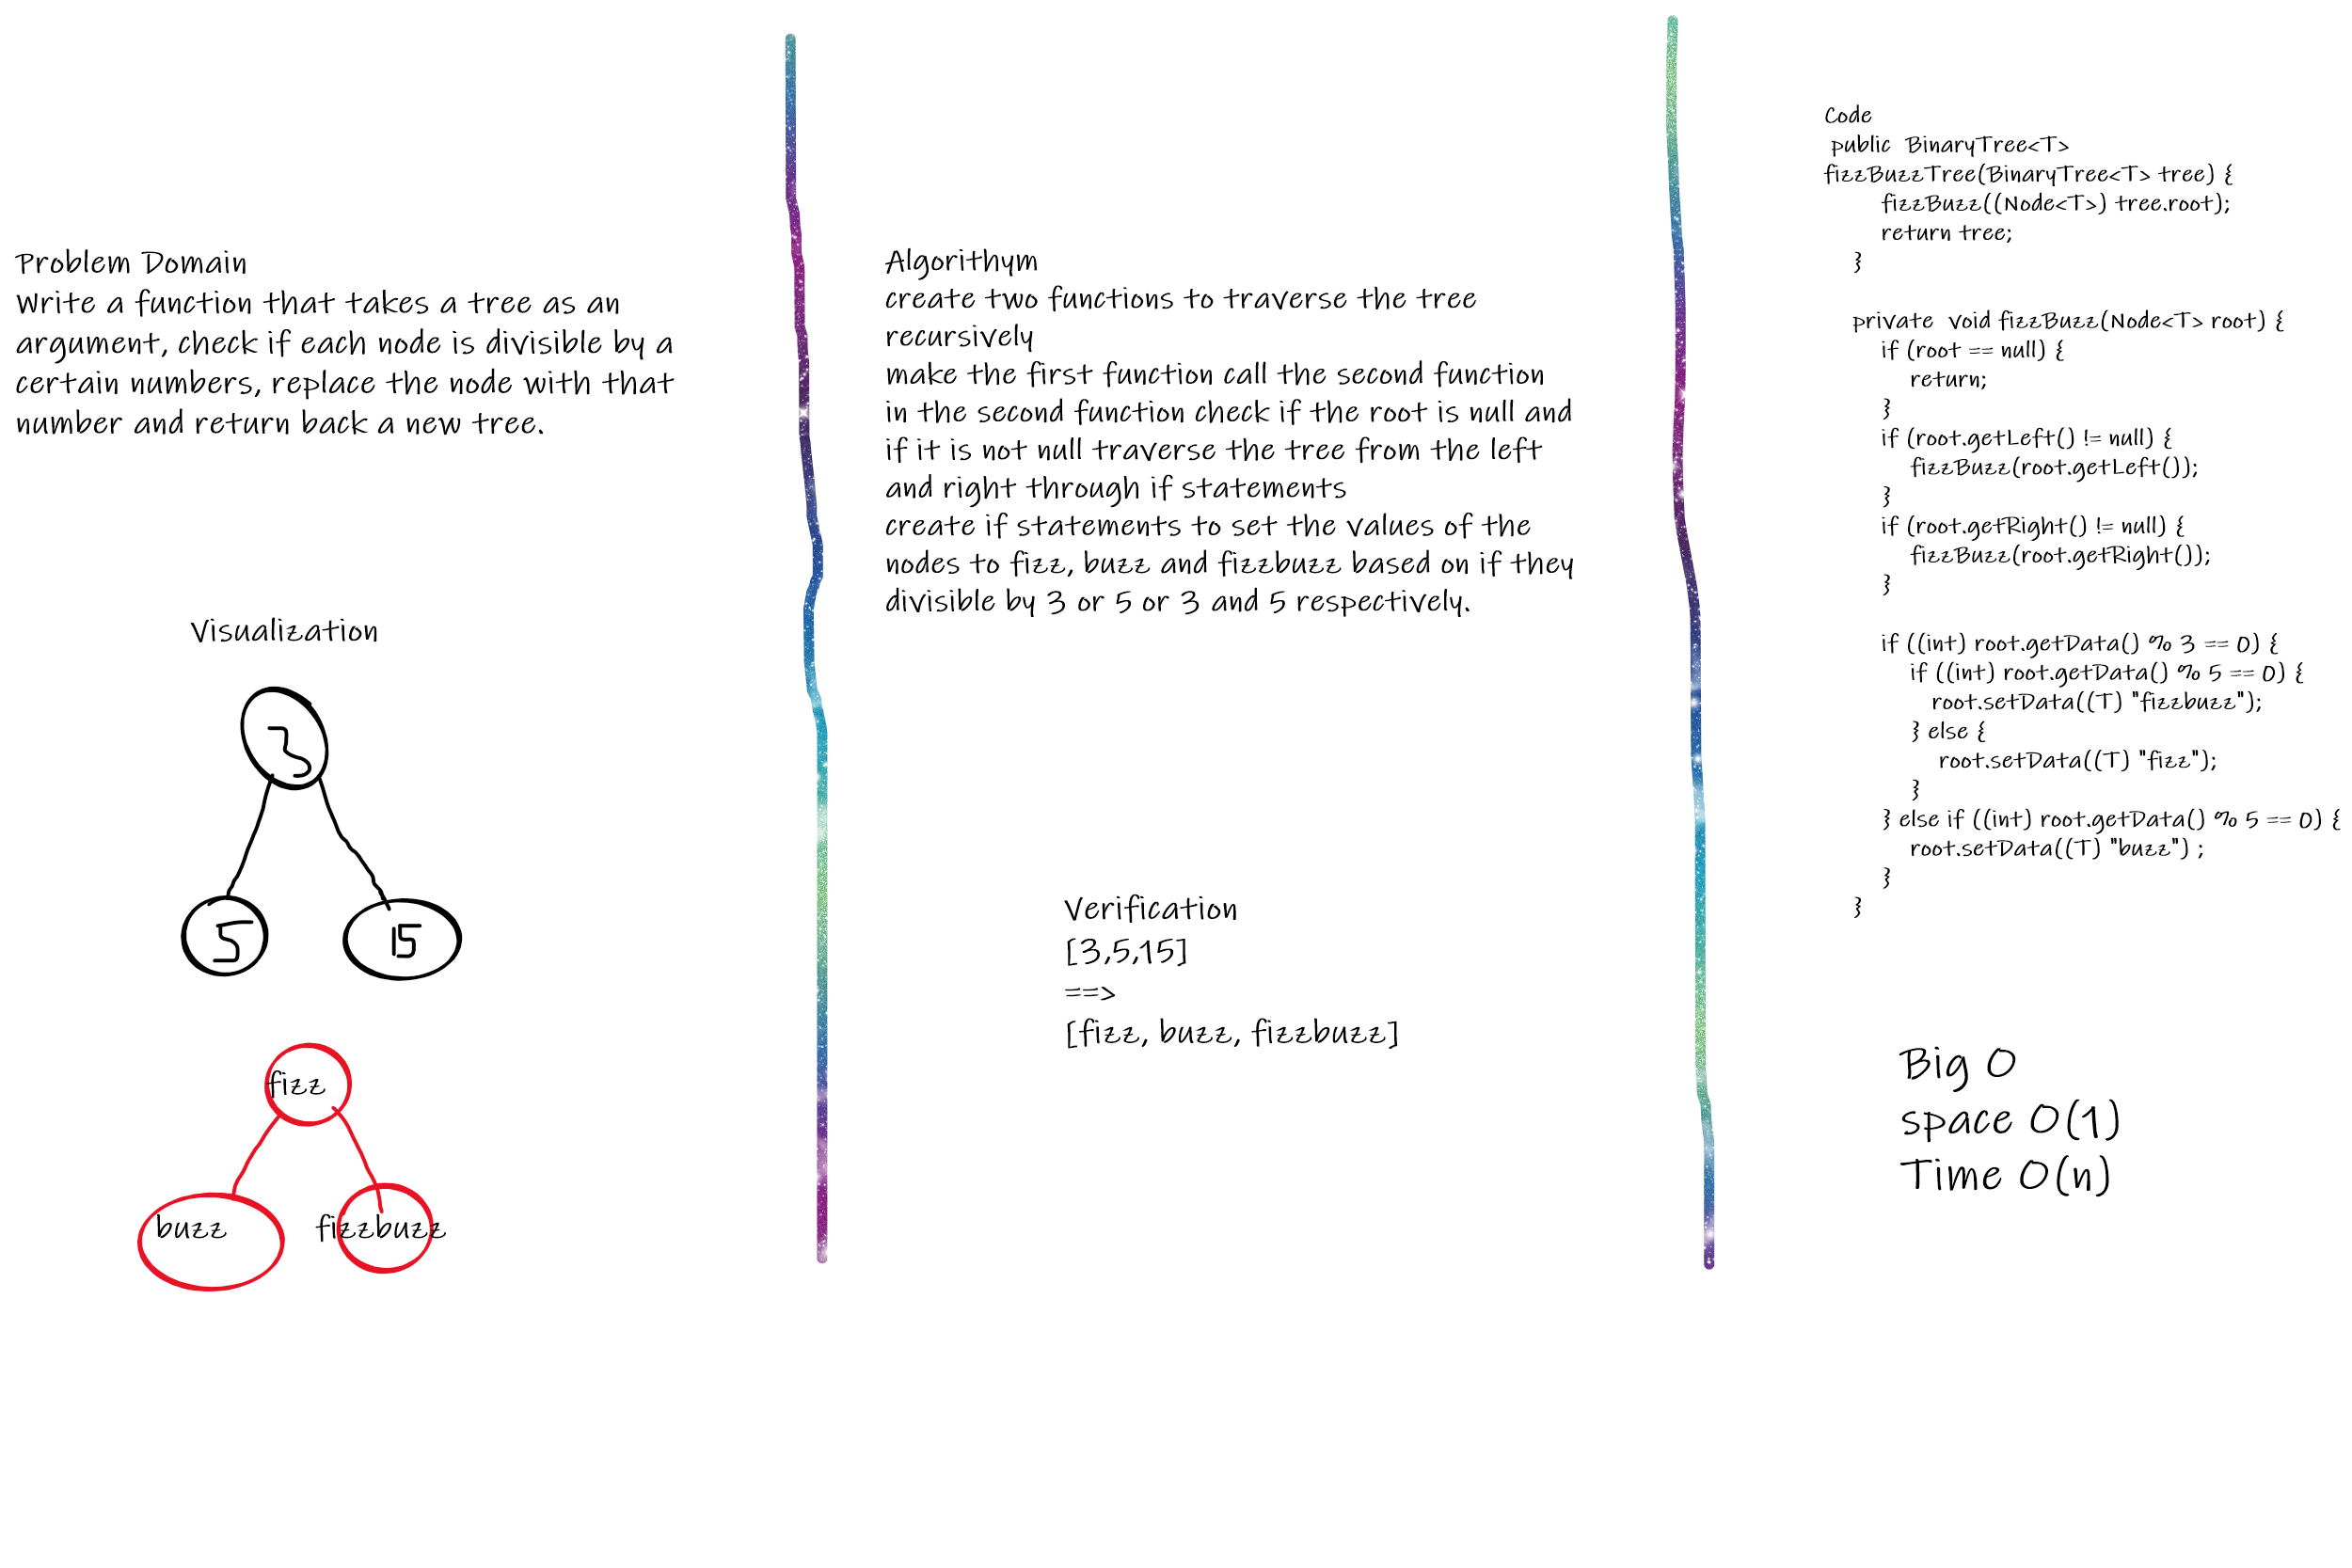 Problem Domain
Write a function that takes a tree as an
argument, check if each node is divisible by a
certain numbers, replace the node with that
number and return back a new tree.
Visualization
3
5
15
fizz
buzz
fizzbuzz
Algorithym
create two functions to traverse the tree
recursively
make the first function call the second function
in the second function check if the root is null and
if it is not null traverse the tree from the left
and right through if statements
create if statements to set the values of the
nodes to fizz, buzz and fizzbuzz based on if they
divisible by 3 or 5 or 3 and 5 respectively.
Verification
[3,5,15]
==>
[fizz, buzz, fizzbuzz]
Code
public BinaryTree<T>
fizzBuzzTree(BinaryTree<T> tree) {
fizzBuzz((Node<T>) tree.root);
return tree;
}
private void fizzBuzz(Node<T> root) {
if (root == null) {
return;
}
if (root.getLeft() != null) {
fizzBuzz(root.getLeft());
}
if (root.getRight() != null) {
fizzBuzz(root.getRight());
}
if ((int) root.getData() % 3 == 0) {
if ((int) root.getData() % 5 == 0) {
root.setData((T) "fizzbuzz");
} else {
root.setData((T) "fizz");
}
} else if ((int) root.getData() % 5 == 0) {
root.setData((T) "buzz") ;
}
}
Big O
space O(1)
Time O(n)